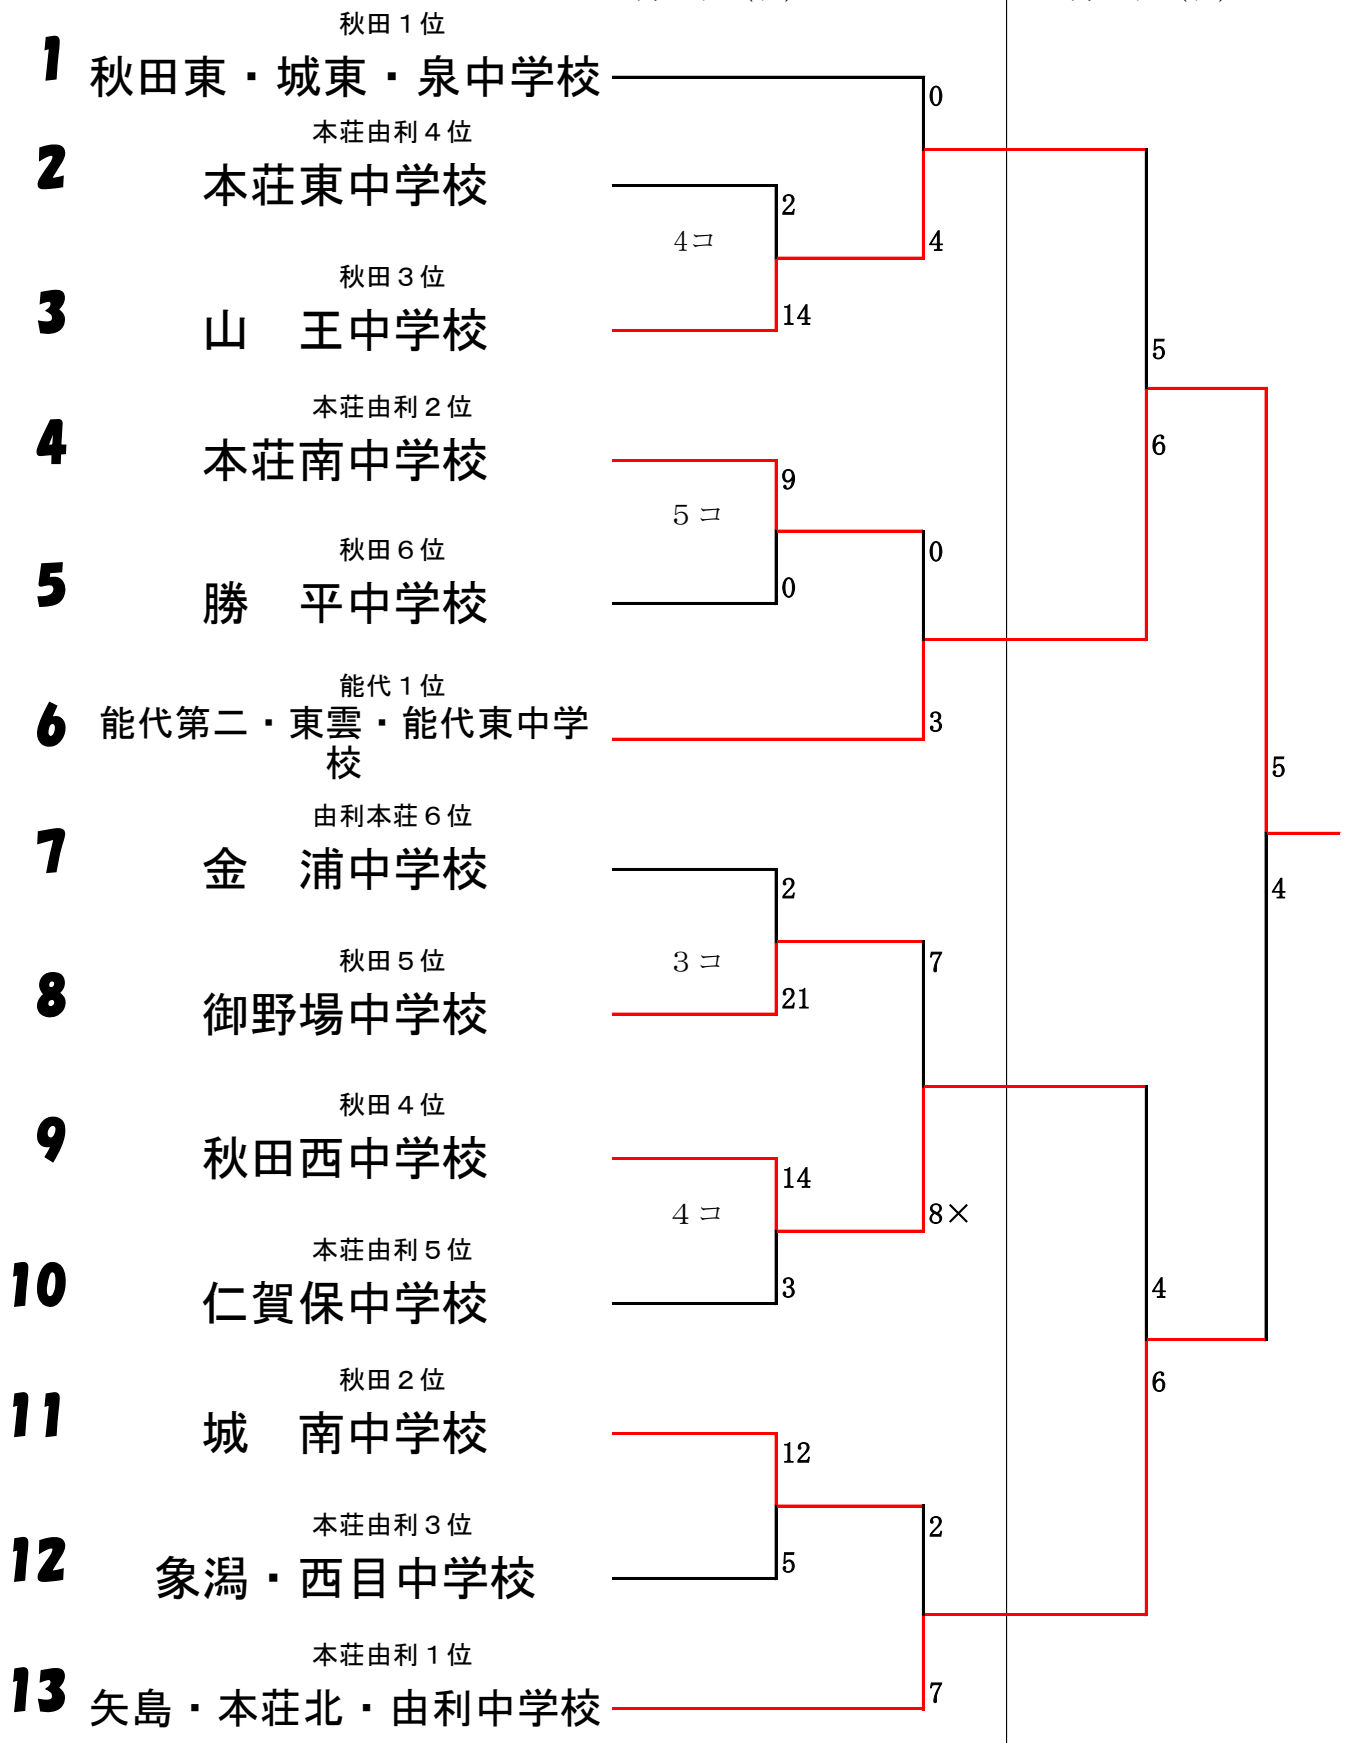 秋田１位
1 秋田東・城東・泉中学校
0
本荘由利４位
2 本荘東中学校
2
4コ
4
秋田３位
3 山　王中学校
14
5
本荘由利２位
4 本荘南中学校
6
9
５コ
秋田６位
0
5 勝　平中学校
0
能代１位
6 能代第二・東雲・能代東中学
校
3
5
由利本荘６位
7 金　浦中学校
2
4
秋田５位
３コ
7
8 御野場中学校
21
秋田４位
9 秋田西中学校
14
４コ
8×
本荘由利５位
10 仁賀保中学校
3
4
秋田２位
6
11 城　南中学校
12
本荘由利３位
2
12 象潟・西目中学校
5
本荘由利１位
13 矢島・本荘北・由利中学校
7